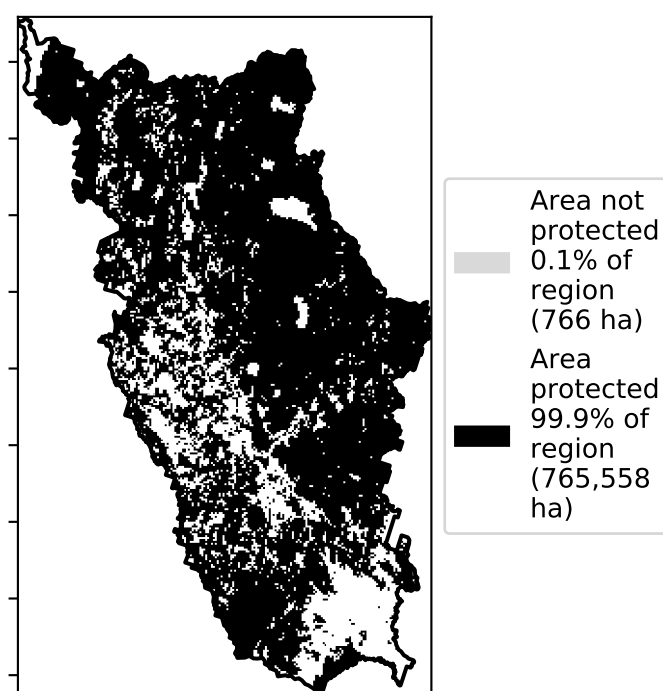 Area not
protected
0.1% of
region
(766 ha)
Area
protected
99.9% of
region
(765,558
ha)